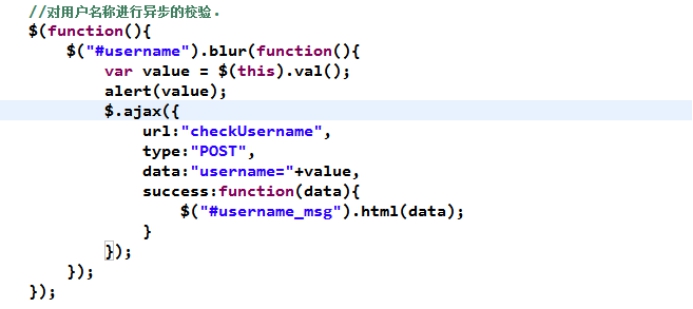 //对用户名称进行异步的校验.
$(function(){
    $("#username").blur(function(){
        var value = $(this).val();
        alert(value);
        $.ajax({
            url:"checkUsername",
            type:"POST",
            data:"username="+value,
            success:function(data){
                $("#username_msg").html(data);
            }
        });
    });
});